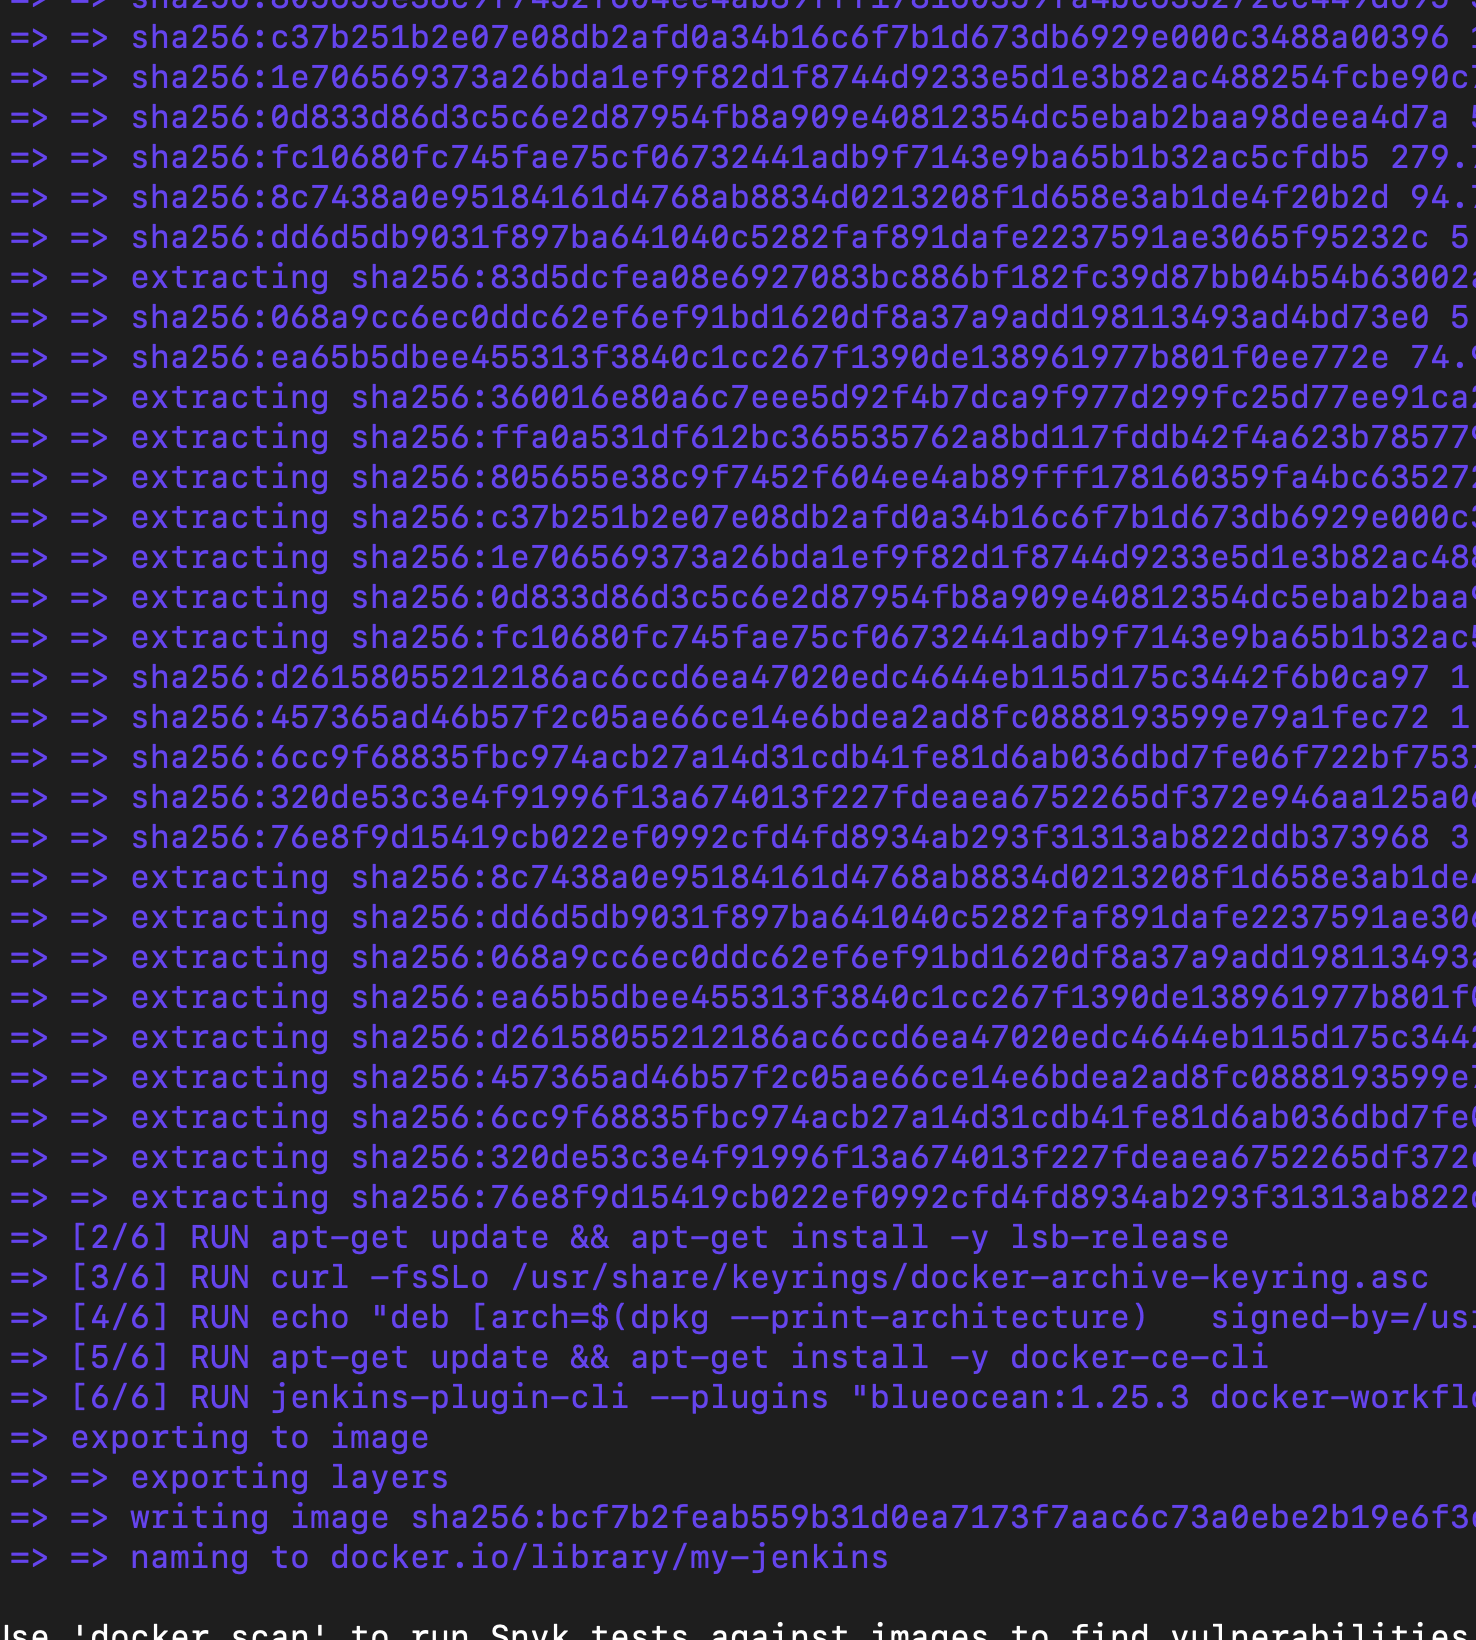 => => sha256:c37b251b2e07e08db2afd0a34b16c6f7b1d673db6929e000c3488a00396
=> => sha256:1e706569373a26bda1ef9f82d1f8744d9233e5d1e3b82ac488254fcbe90c
=> => sha256:0d833d86d3c5c6e2d87954fb8a909e40812354dc5ebab2baa98deea4d7a
=> => sha256:fc10680fc745fae75cf06732441adb9f7143e9ba65b1b32ac5cfdb5 279.
=> => sha256:8c7438a0e95184161d4768ab8834d0213208f1d658e3ab1de4f20b2d 94.
=> => sha256:dd6d5db9031f897ba641040c5282faf891dafe2237591ae3065f95232c 5
=> => extracting sha256:83d5dcfea08e6927083bc886bf182fc39d87bb04b54b63002
=> => sha256:068a9cc6ec0ddc62ef6ef91bd1620df8a37a9add198113493ad4bd73e0 5
=> => sha256:ea65b5dbee455313f3840c1cc267f1390de138961977b801f0ee772e 74.
=> => extracting sha256:360016e80a6c7eee5d92f4b7dca9f977d299fc25d77ee91ca
=> => extracting sha256:ffa0a531df612bc365535762a8bd117fddb42f4a623b78577
=> => extracting sha256:805655e38c9f7452f604ee4ab89fff178160359fa4bc63527
=> => extracting sha256:c37b251b2e07e08db2afd0a34b16c6f7b1d673db6929e000c
=> => extracting sha256:1e706569373a26bda1ef9f82d1f8744d9233e5d1e3b82ac48
=> => extracting sha256:0d833d86d3c5c6e2d87954fb8a909e40812354dc5ebab2baa
=> => extracting sha256:fc10680fc745fae75cf06732441adb9f7143e9ba65b1b32ac
=> => sha256:d26158055212186ac6ccd6ea47020edc4644eb115d175c3442f6b0ca97 1
=> => sha256:457365ad46b57f2c05ae66ce14e6bdea2ad8fc0888193599e79a1fec72 1
=> => sha256:6cc9f68835fbc974acb27a14d31cdb41fe81d6ab036dbd7fe06f722bf753
=> => sha256:320de53c3e4f91996f13a674013f227fdeaea6752265df372e946aa125a0
=> => sha256:76e8f9d15419cb022ef0992cfd4fd8934ab293f31313ab822ddb373968 3
=> => extracting sha256:8c7438a0e95184161d4768ab8834d0213208f1d658e3ab1de
=> => extracting sha256:dd6d5db9031f897ba641040c5282faf891dafe2237591ae30
=> => extracting sha256:068a9cc6ec0ddc62ef6ef91bd1620df8a37a9add198113493
=> => extracting sha256:ea65b5dbee455313f3840c1cc267f1390de138961977b801f
=> => extracting sha256:d26158055212186ac6ccd6ea47020edc4644eb115d175c344
=> => extracting sha256:457365ad46b57f2c05ae66ce14e6bdea2ad8fc0888193599e
=> => extracting sha256:6cc9f68835fbc974acb27a14d31cdb41fe81d6ab036dbd7fe
=> => extracting sha256:320de53c3e4f91996f13a674013f227fdeaea6752265df372
=> => extracting sha256:76e8f9d15419cb022ef0992cfd4fd8934ab293f31313ab822
=> [2/6] RUN apt-get update && apt-get install -y lsb-release
=> [3/6] RUN curl -fsSLo /usr/share/keyrings/docker-archive-keyring.asc
=> [4/6] RUN echo "deb [arch=$(dpkg --print-architecture)   signed-by=/us
=> [5/6] RUN apt-get update && apt-get install -y docker-ce-cli
=> [6/6] RUN jenkins-plugin-cli --plugins "blueocean:1.25.3 docker-workfl
=> exporting to image
=> => exporting layers
=> => writing image sha256:bcf7b2feab559b31d0ea7173f7aac6c73a0ebe2b19e6f3
=> => naming to docker.io/library/my-jenkins
Use 'docker scan' to run Snyk tests against images to find vulnerabilities